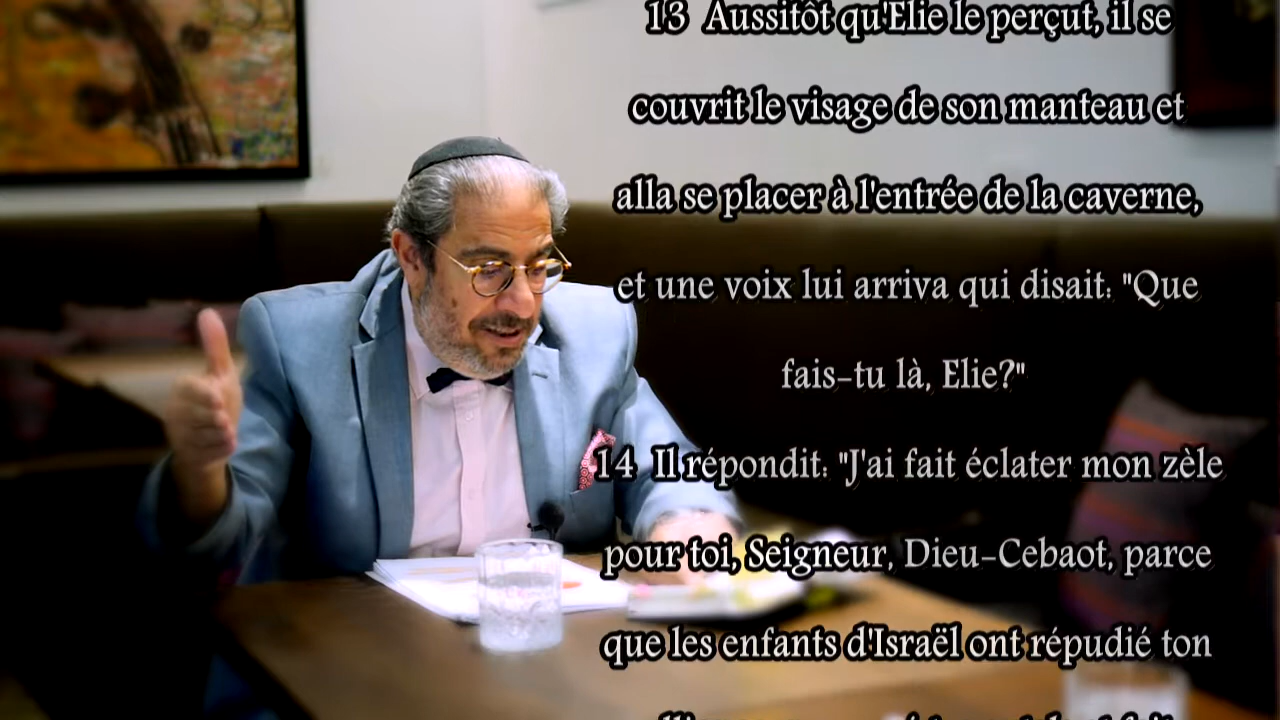 13 Aussitôt qu'Elie le perçut, il se
couvrit le visage de son manteau et
alla se placer à l'entrée de la caverne,
et une voix lui arriva qui disait: "Que
fais-tu là, Elie?"
14 Il répondit: "J'ai fait éclater mon zèle
pour toi, Seigneur, Dieu-Cebaot, parce
que les enfants d'Israël ont répudié ton